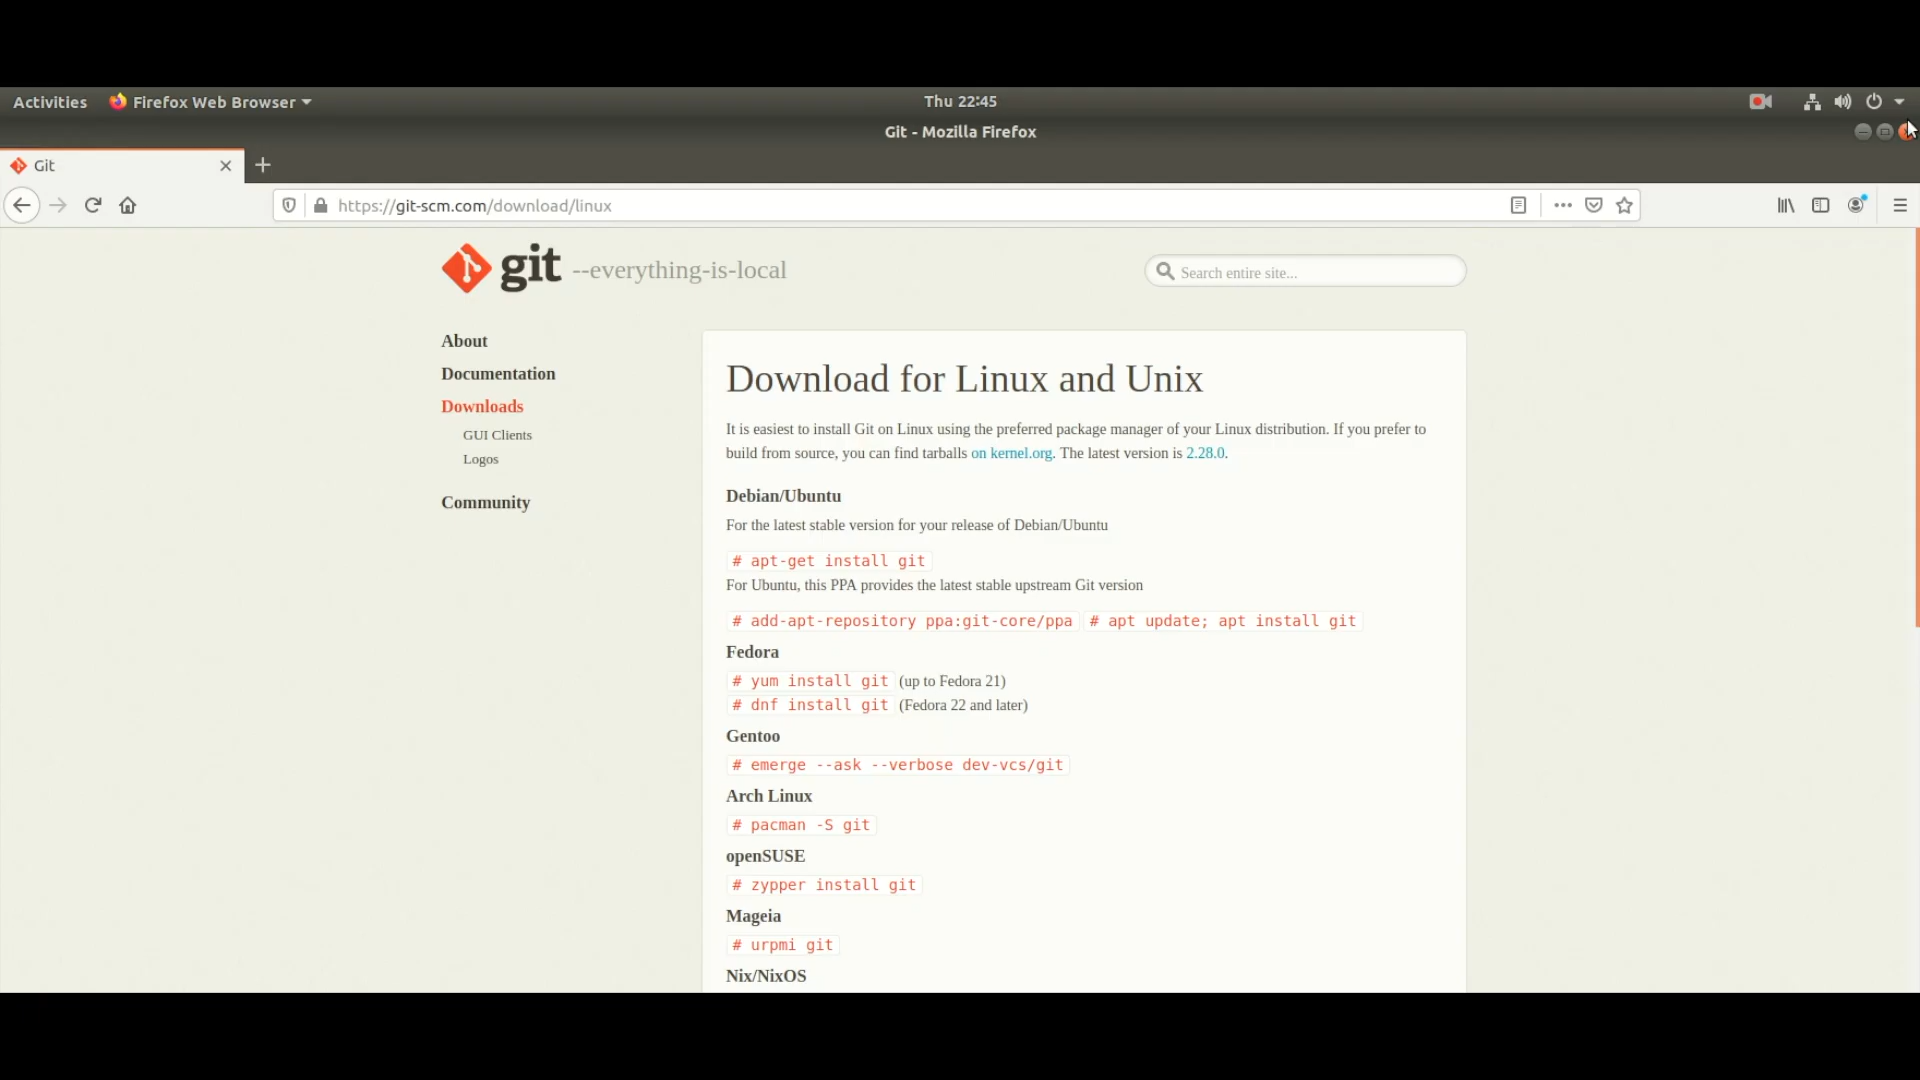 Activities Firefox Web Browser Thu 22:45
Git - Mozilla Firefox
Git
https://git-scm.com/download/linux
git --everything-is-local
Search entire site...
About
Documentation
Downloads
GUI Clients
Logos
Community
Download for Linux and Unix
It is easiest to install Git on Linux using the preferred package manager of your Linux distribution. If you prefer to
build from source, you can find tarballs on kernel.org. The latest version is 2.28.0.
Debian/Ubuntu
For the latest stable version for your release of Debian/Ubuntu
# apt-get install git
For Ubuntu, this PPA provides the latest stable upstream Git version
# add-apt-repository ppa:git-core/ppa # apt update; apt install git
Fedora
# yum install git (up to Fedora 21)
# dnf install git (Fedora 22 and later)
Gentoo
# emerge --ask --verbose dev-vcs/git
Arch Linux
# pacman -S git
openSUSE
# zypper install git
Mageia
# urpmi git
Nix/NixOS